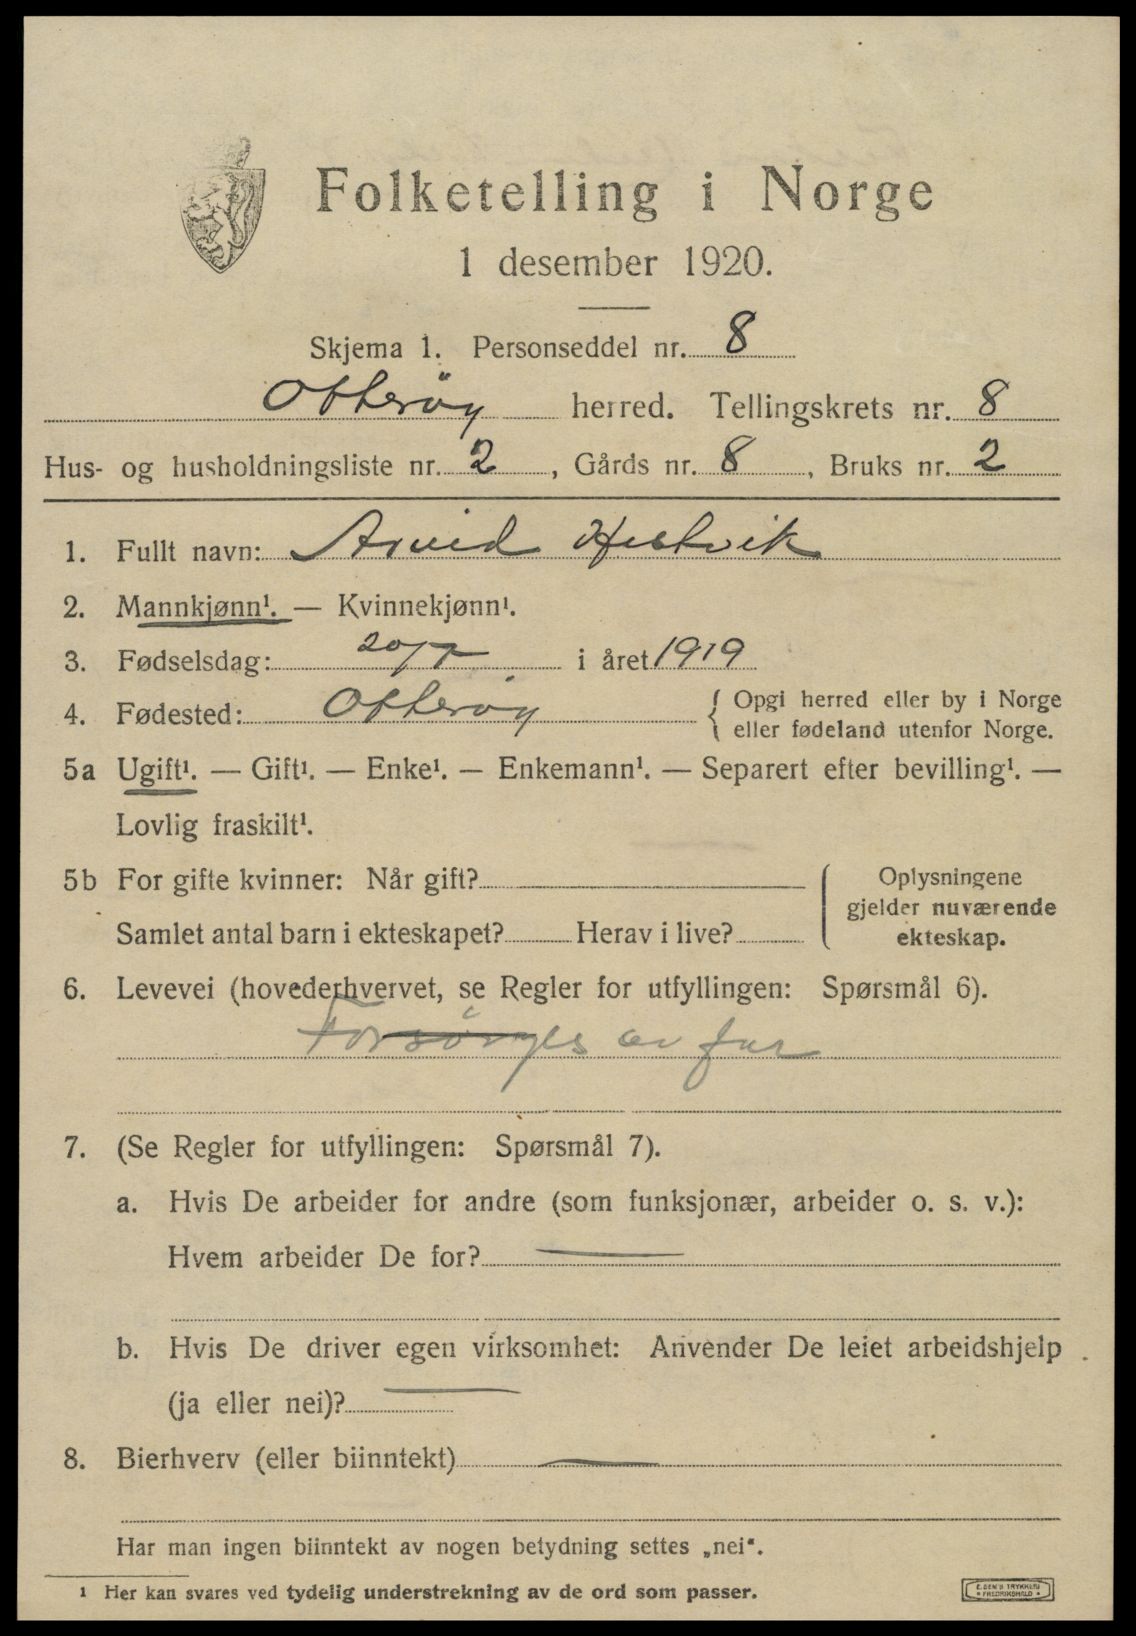 Folketelling i Norge
1 desember 1920.
Skjema 1. Personseddel nr. 8
Otterøy herred. Tellingskrets nr. 8
Hus- og husholdningsliste nr. 2, Gårds nr. 8, Bruks nr. 2
1. Fullt navn: Arvid Hestvik
2. Mannkjønn¹. — Kvinnekjønn¹.
3. Fødselsdag: 20/7 i året 1919
4. Fødested: Otterøy { Opgi herred eller by i Norge
eller fødeland utenfor Norge.
5a Ugift¹. — Gift¹. — Enke¹. — Enkemann¹. — Separert efter bevilling¹. —
Lovlig fraskilt¹.
5b For gifte kvinner: Når gift?
Samlet antal barn i ekteskapet? Herav i live?
{ Oplysningene
gjelder nuværende
ekteskap.
6. Levevei (hovederhvervet, se Regler for utfyllingen: Spørsmål 6).
Forsørges av far
7. (Se Regler for utfyllingen: Spørsmål 7).
a. Hvis De arbeider for andre (som funksjonær, arbeider o. s. v.):
Hvem arbeider De for? —
b. Hvis De driver egen virksomhet: Anvender De leiet arbeidshjelp
(ja eller nei)? —
8. Bierhverv (eller biinntekt) —
Har man ingen biinntekt av nogen betydning settes „nei“.
1 Her kan svares ved tydelig understrekning av de ord som passer.
E. SEM'S TRYKKERI
FREDRIKSHALD